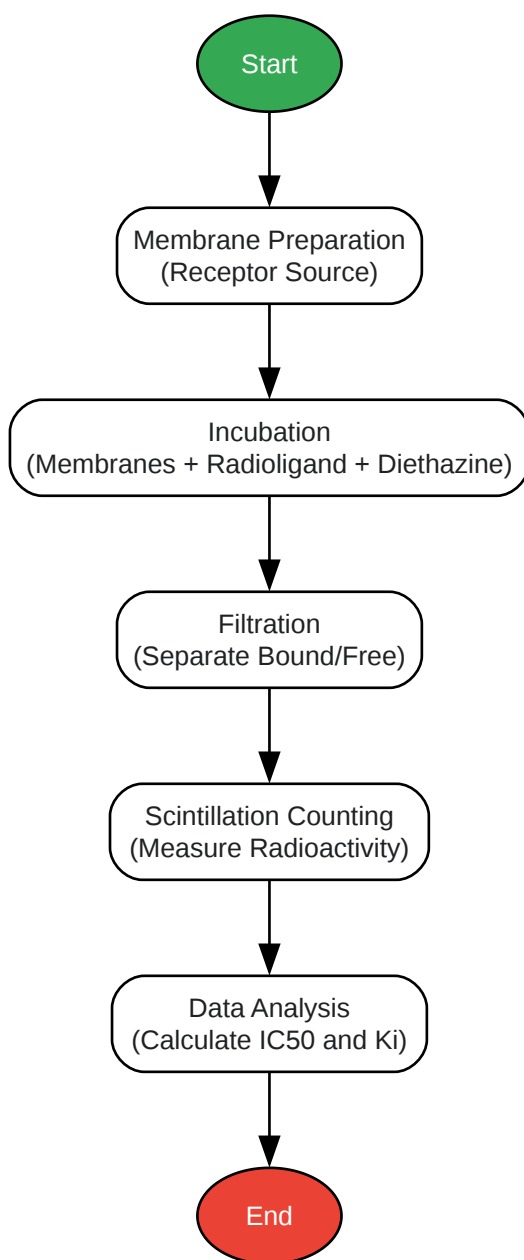 Start
Membrane Preparation
(Receptor Source)
Incubation
(Membranes + Radioligand + Diethazine)
Filtration
(Separate Bound/Free)
Scintillation Counting
(Measure Radioactivity)
Data Analysis
(Calculate IC50 and Ki)
End